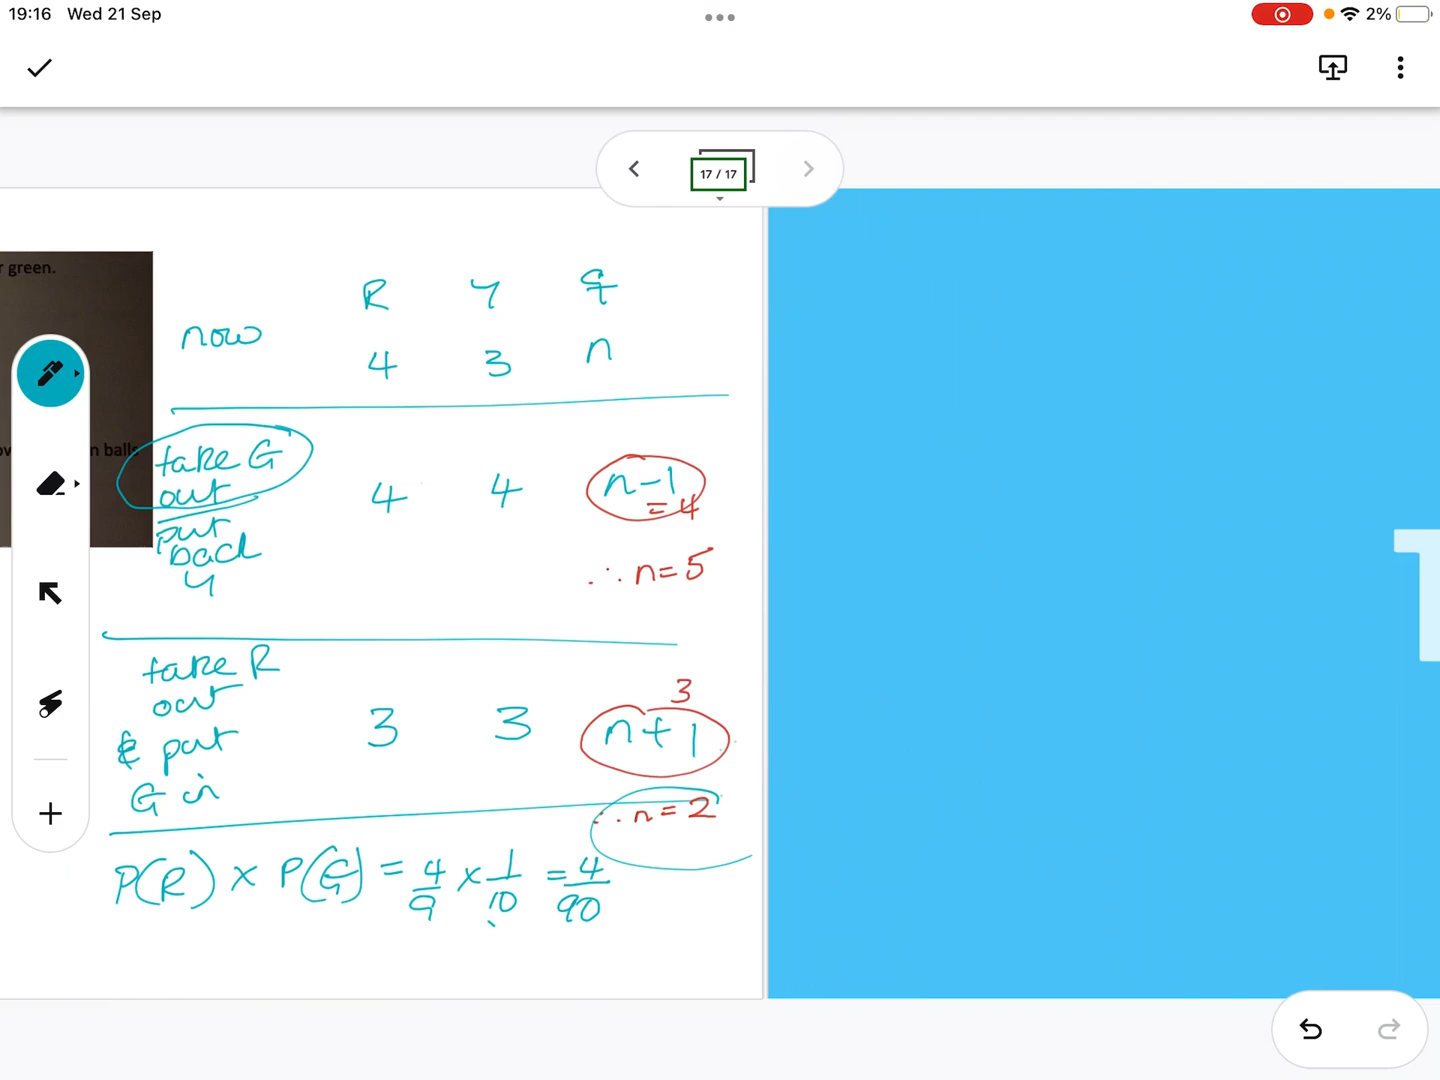 19:16 Wed 21 Sep
2%
17 / 17
r green.
R Y G
now
4 3 n
n balls
take G
out
4 4 n-1
= 4
put
back
Y
∴ n = 5
take R
out
3
3 3 n+1
& put
G in
∴ n = 2
P(R) × P(G) = 4/9 × 1/10 = 4/90